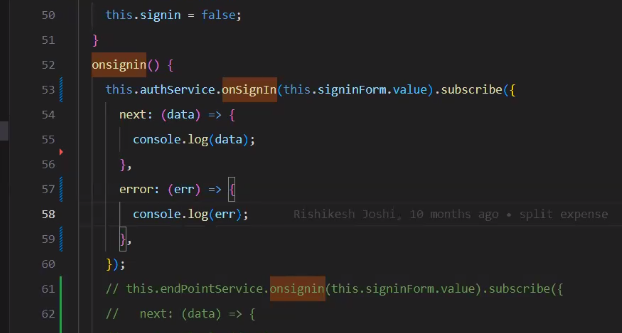 50 this.signin = false;
51 }
52 onsignin() {
53 this.authService.onSignIn(this.signinForm.value).subscribe({
54 next: (data) => {
55 console.log(data);
56 },
57 error: (err) => {
58 console.log(err); Rishikesh Joshi, 10 months ago • split expense
59 },
60 });
61 // this.endPointService.onsignin(this.signinForm.value).subscribe({
62 // next: (data) => {